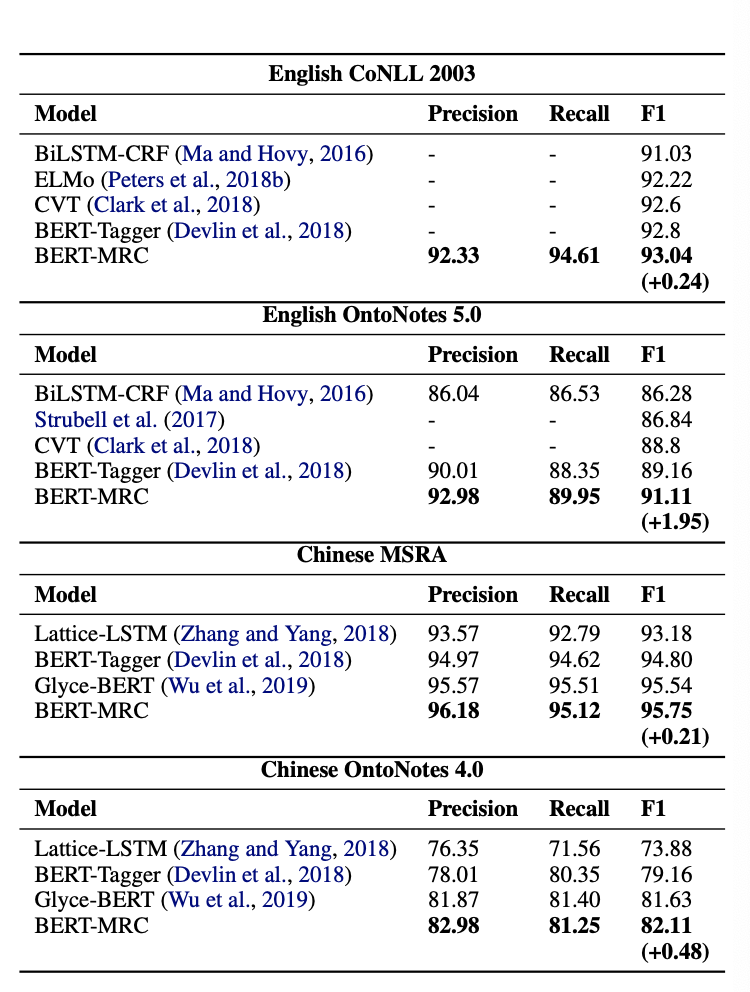 English CoNLL 2003
Model Precision Recall F1
BiLSTM-CRF (Ma and Hovy, 2016) - - 91.03
ELMo (Peters et al., 2018b) - - 92.22
CVT (Clark et al., 2018) - - 92.6
BERT-Tagger (Devlin et al., 2018) - - 92.8
BERT-MRC 92.33 94.61 93.04
(+0.24)
English OntoNotes 5.0
Model Precision Recall F1
BiLSTM-CRF (Ma and Hovy, 2016) 86.04 86.53 86.28
Strubell et al. (2017) - - 86.84
CVT (Clark et al., 2018) - - 88.8
BERT-Tagger (Devlin et al., 2018) 90.01 88.35 89.16
BERT-MRC 92.98 89.95 91.11
(+1.95)
Chinese MSRA
Model Precision Recall F1
Lattice-LSTM (Zhang and Yang, 2018) 93.57 92.79 93.18
BERT-Tagger (Devlin et al., 2018) 94.97 94.62 94.80
Glyce-BERT (Wu et al., 2019) 95.57 95.51 95.54
BERT-MRC 96.18 95.12 95.75
(+0.21)
Chinese OntoNotes 4.0
Model Precision Recall F1
Lattice-LSTM (Zhang and Yang, 2018) 76.35 71.56 73.88
BERT-Tagger (Devlin et al., 2018) 78.01 80.35 79.16
Glyce-BERT (Wu et al., 2019) 81.87 81.40 81.63
BERT-MRC 82.98 81.25 82.11
(+0.48)